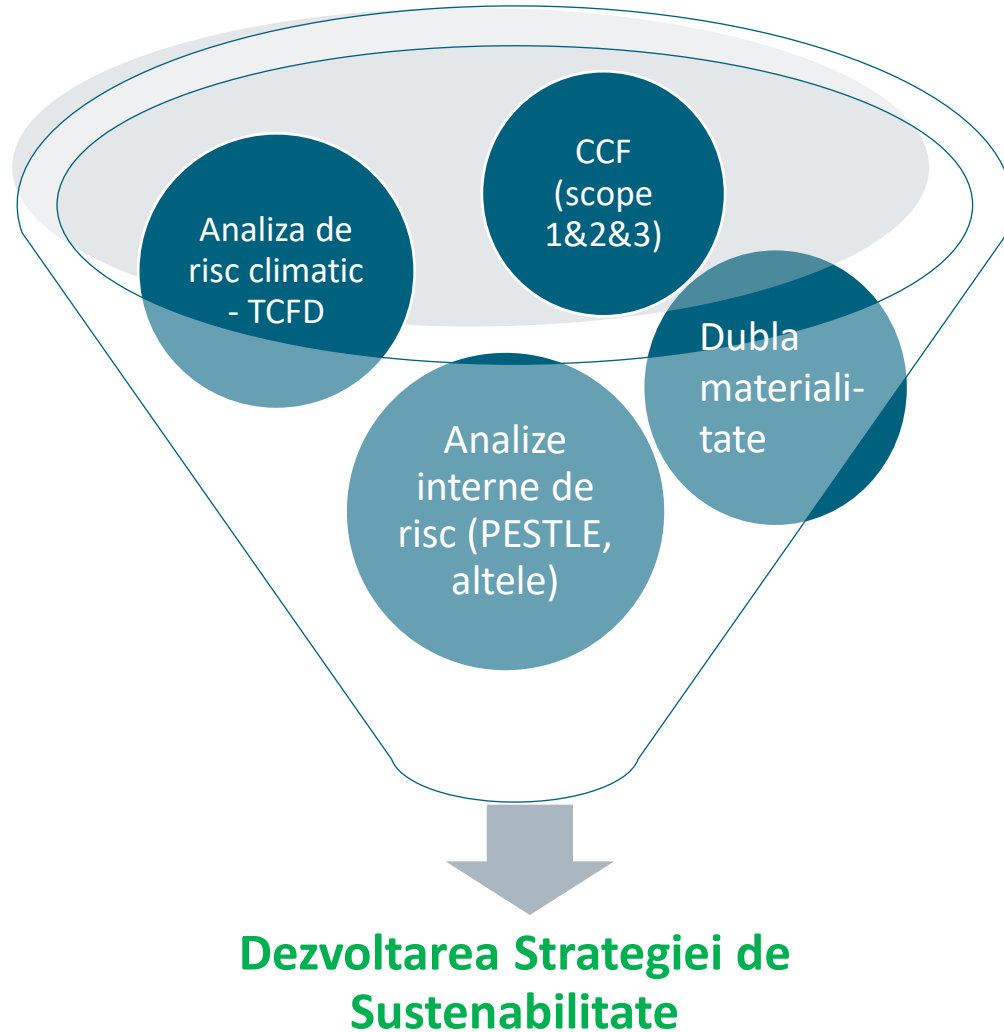 CCF
(scope
1&2&3)
Analiza de
risc climatic
- TCFD
Dubla
materiali-
tate
Analize
interne de
risc (PESTLE,
altele)
Dezvoltarea Strategiei de
Sustenabilitate